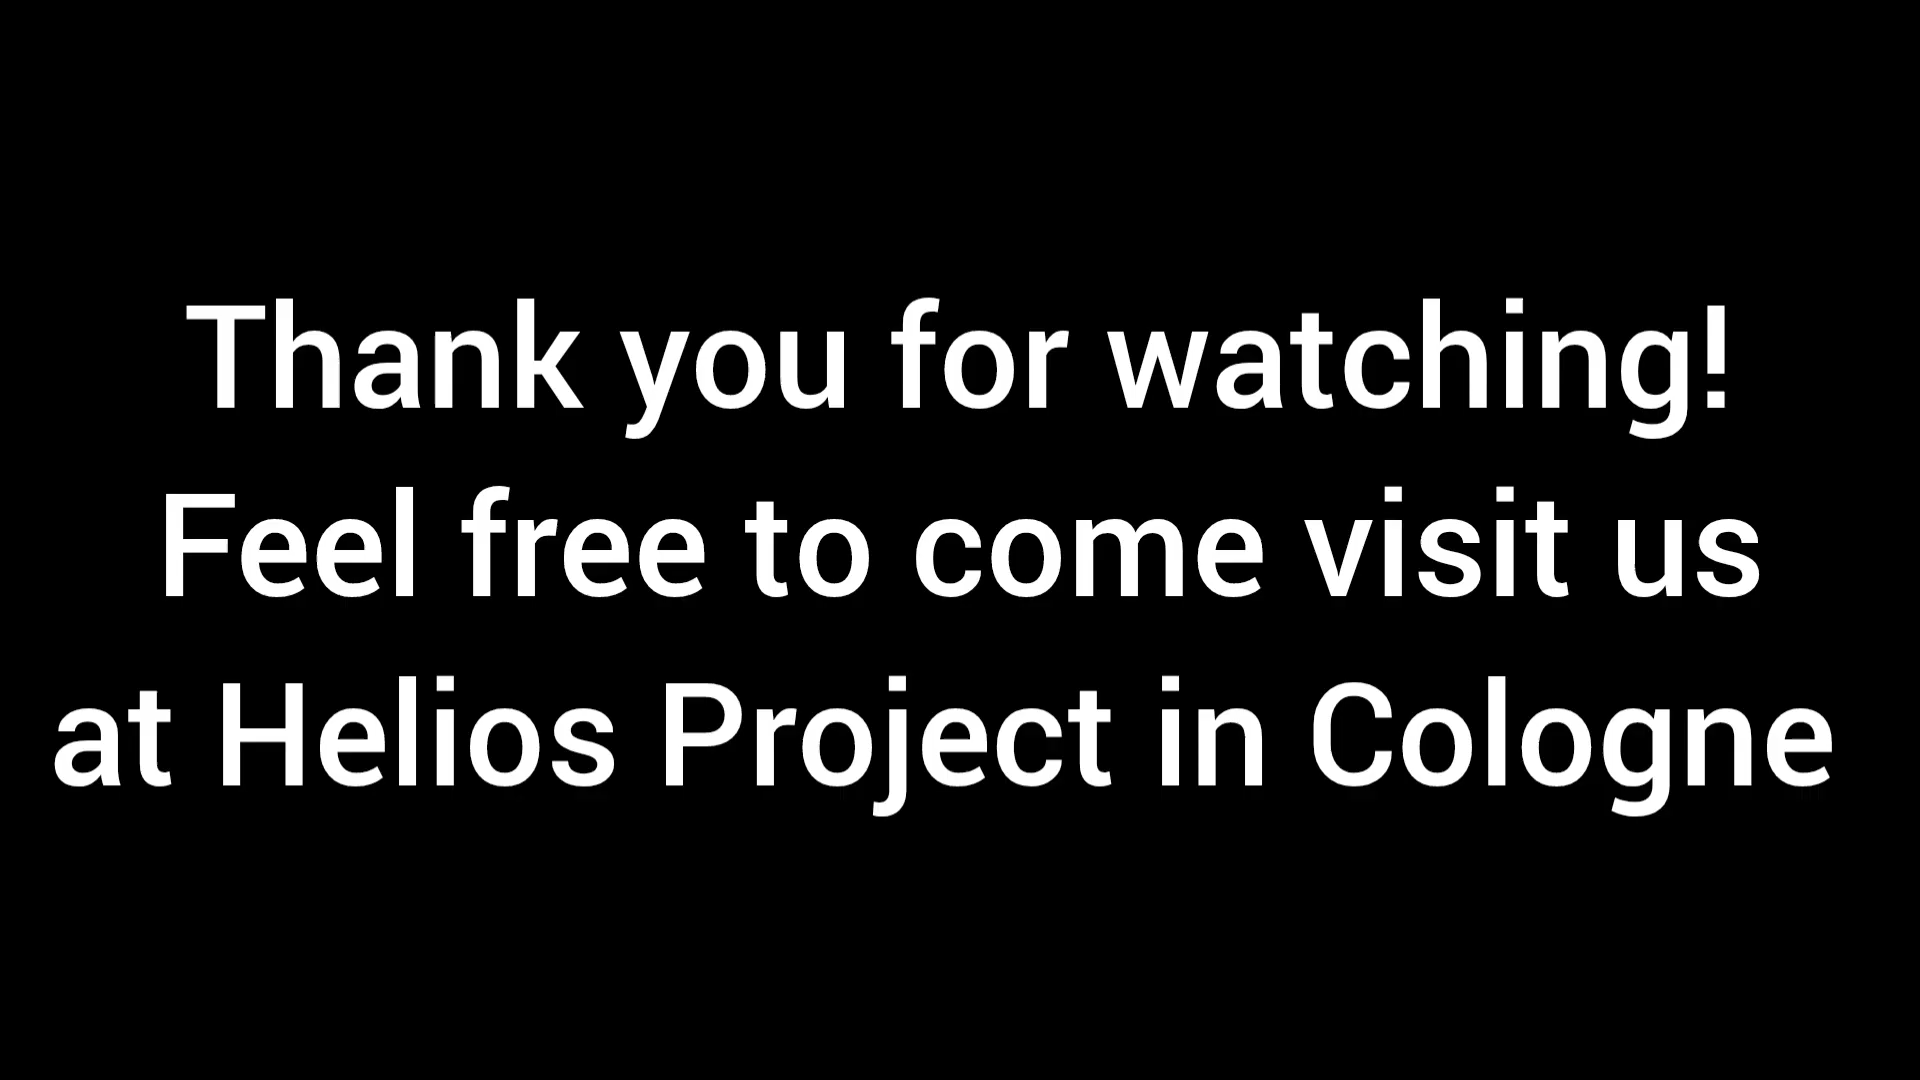 Thank you for watching!
Feel free to come visit us
at Helios Project in Cologne